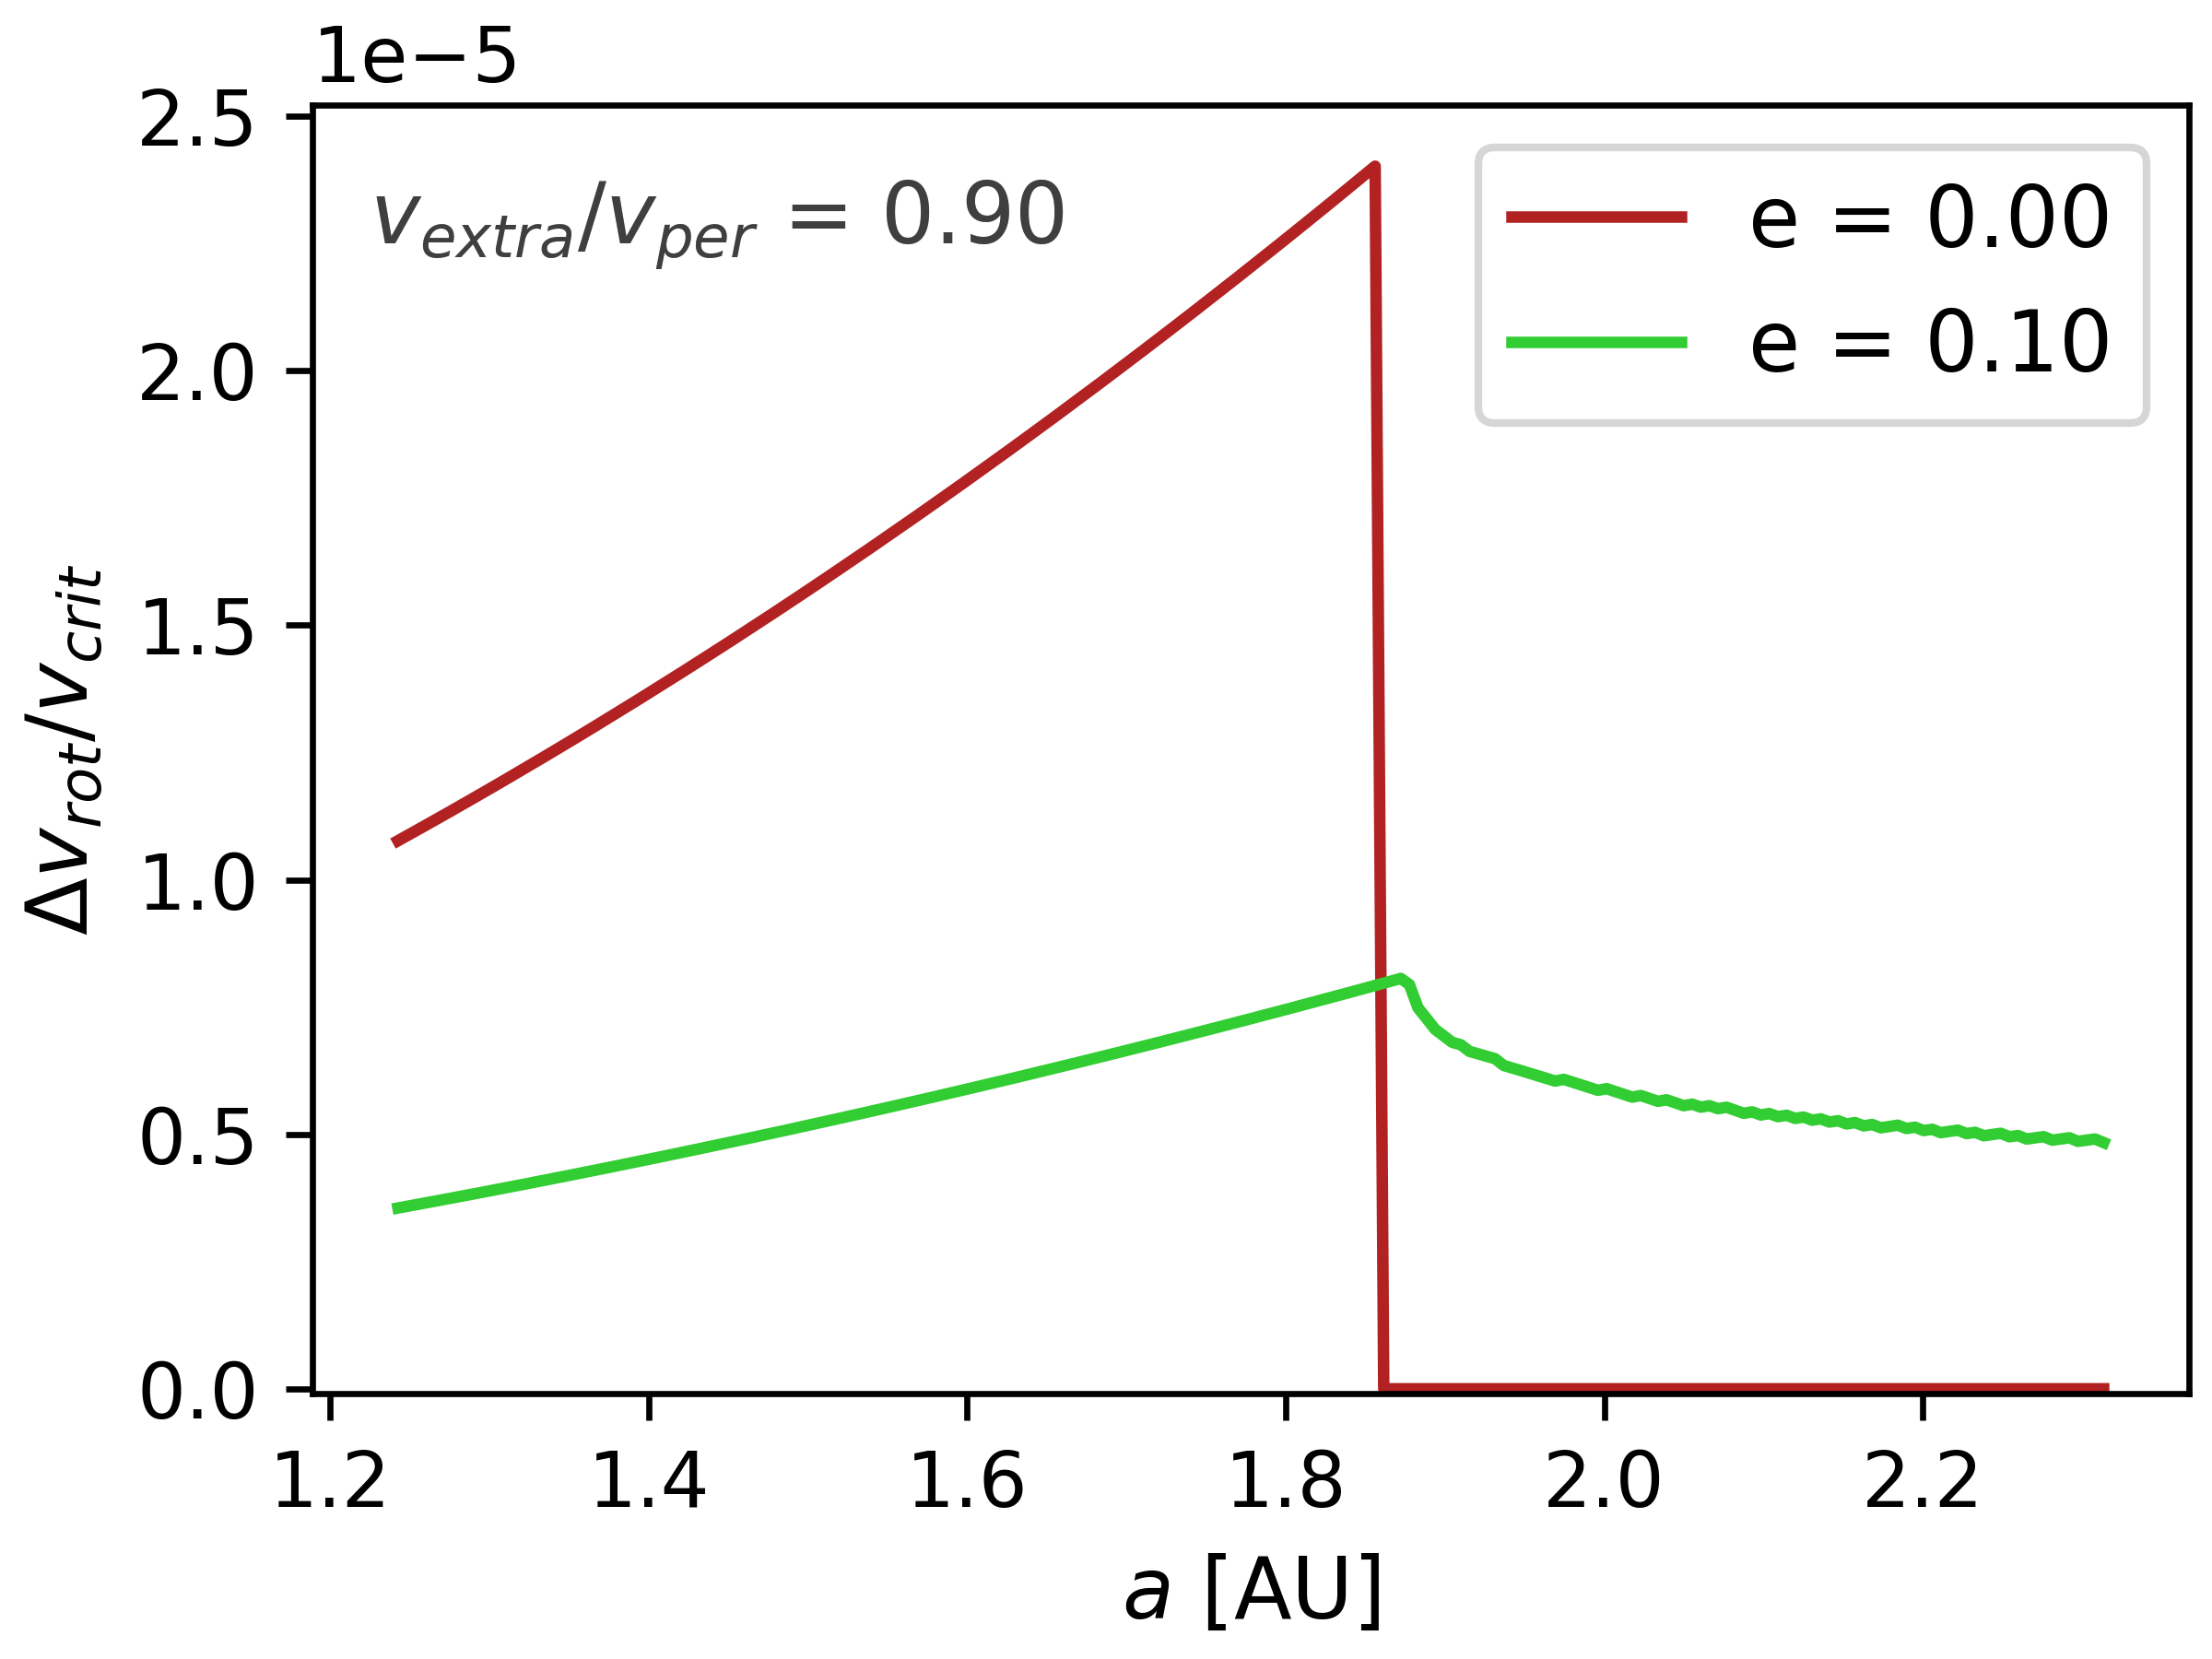 1e−5
2.5
2.0
1.5
1.0
0.5
0.0
Δv_rot/v_crit
v_extra/v_per = 0.90
e = 0.00
e = 0.10
1.2 1.4 1.6 1.8 2.0 2.2
a [AU]